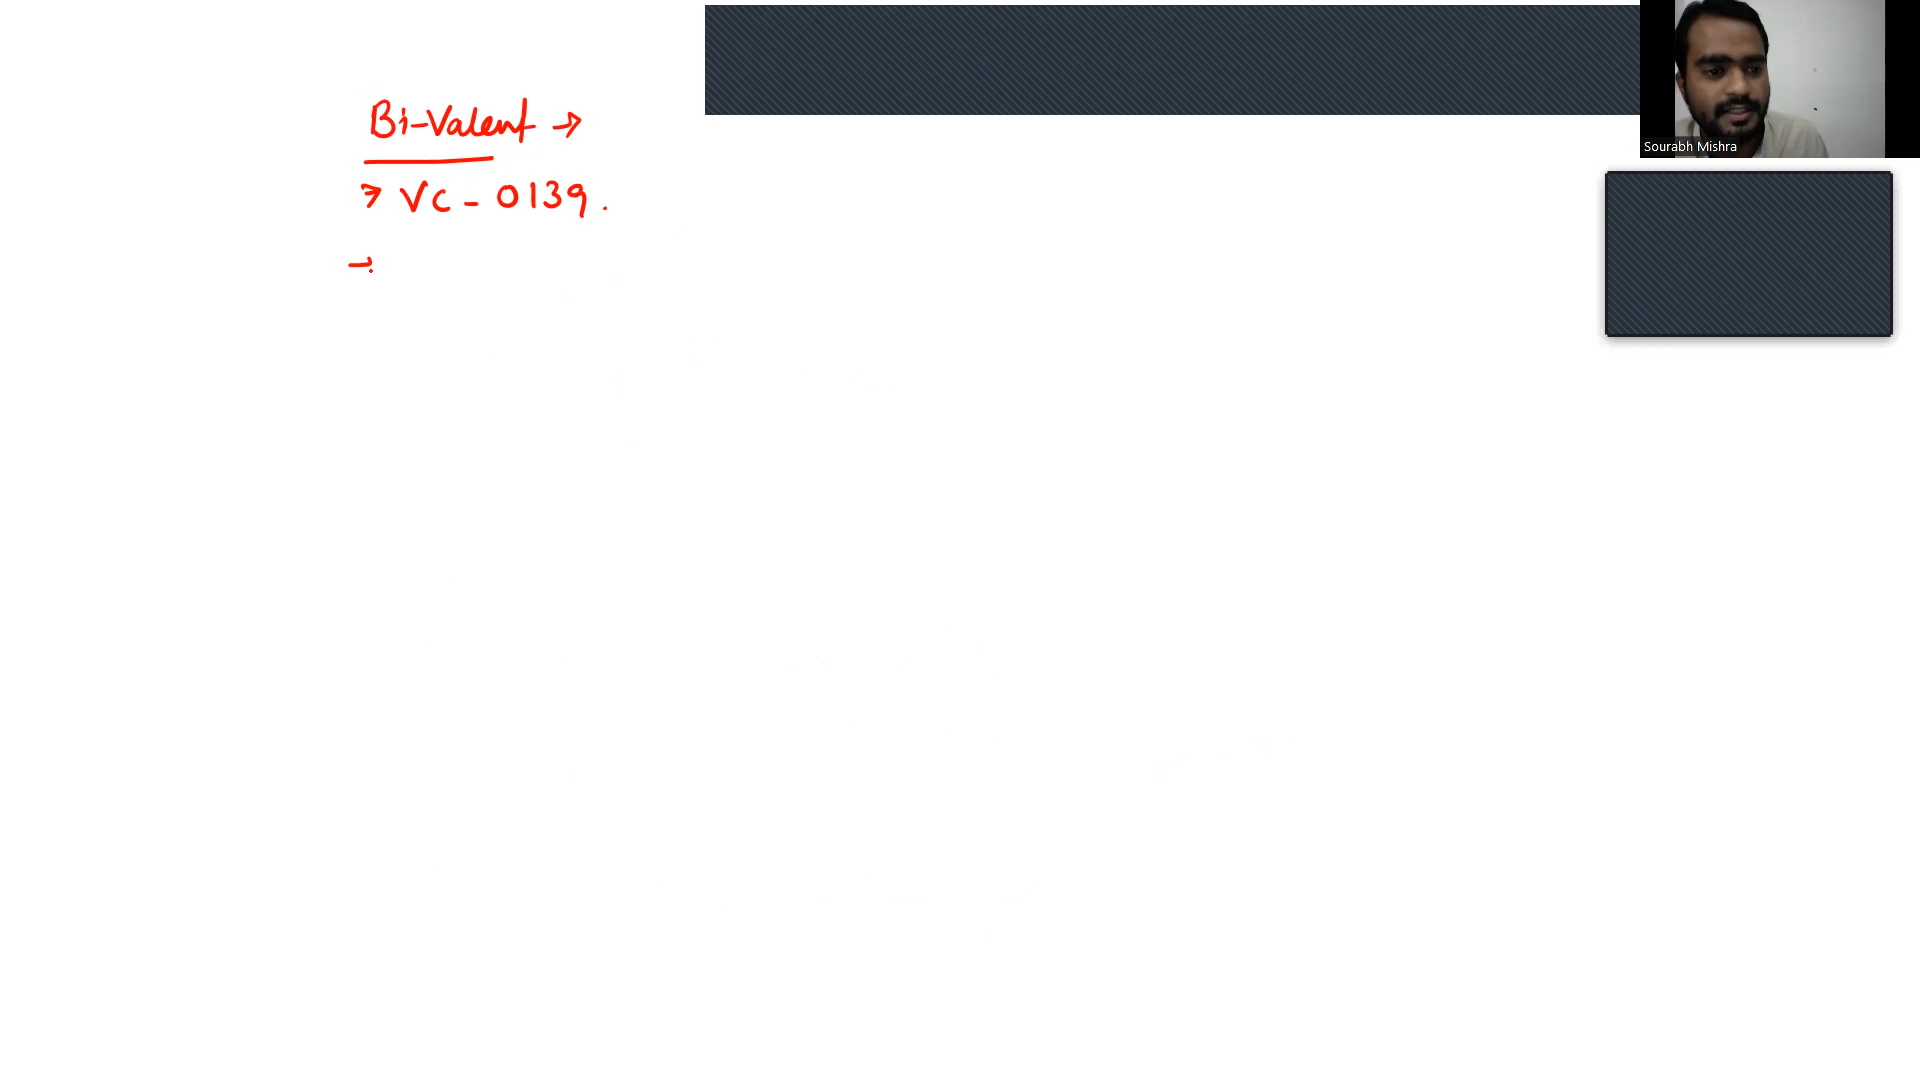 Bi-Valent →
→ VC - 0139.
→
Sourabh Mishra